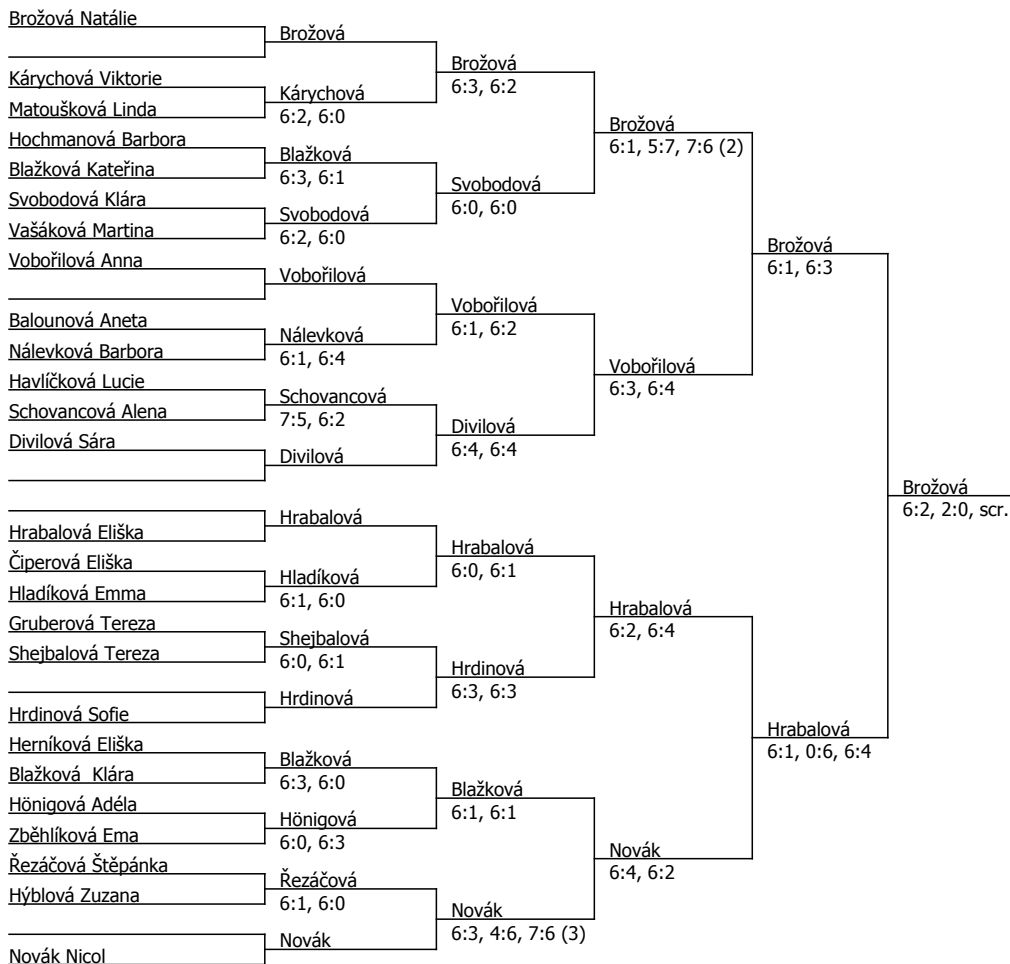 Brožová Natálie
Kárychová Viktorie
Matoušková Linda
Hochmanová Barbora
Blažková Kateřina
Svobodová Klára
Vašáková Martina
Vobořilová Anna
Balounová Aneta
Nálevková Barbora
Havlíčková Lucie
Schovancová Alena
Divilová Sára
Hrabalová Eliška
Čiperová Eliška
Hladíková Emma
Gruberová Tereza
Shejbalová Tereza
Hrdinová Sofie
Herníková Eliška
Blažková  Klára
Hönigová Adéla
Zběhlíková Ema
Řezáčová Štěpánka
Hýblová Zuzana
Novák Nicol
Brožová
Kárychová
6:2, 6:0
Blažková
6:3, 6:1
Svobodová
6:2, 6:0
Vobořilová
Nálevková
6:1, 6:4
Schovancová
7:5, 6:2
Divilová
Hrabalová
Hladíková
6:1, 6:0
Shejbalová
6:0, 6:1
Hrdinová
Blažková
6:3, 6:0
Hönigová
6:0, 6:3
Řezáčová
6:1, 6:0
Novák
Brožová
6:3, 6:2
Svobodová
6:0, 6:0
Vobořilová
6:1, 6:2
Divilová
6:4, 6:4
Hrabalová
6:0, 6:1
Hrdinová
6:3, 6:3
Blažková
6:1, 6:1
Novák
6:3, 4:6, 7:6 (3)
Brožová
6:1, 5:7, 7:6 (2)
Vobořilová
6:3, 6:4
Hrabalová
6:2, 6:4
Novák
6:4, 6:2
Brožová
6:1, 6:3
Hrabalová
6:1, 0:6, 6:4
Brožová
6:2, 2:0, scr.